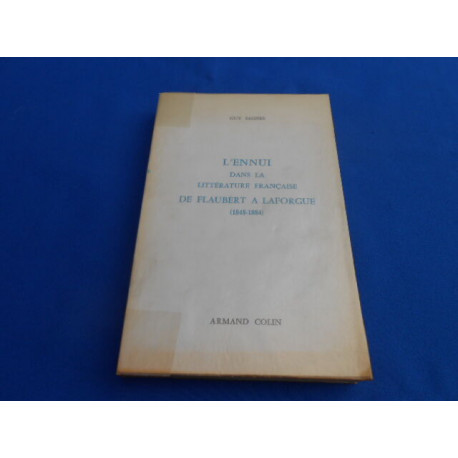 L'ENNUI
DANS LA
LITTÉRATURE FRANÇAISE
DE FLAUBERT A LAFORGUE
(1848-1884)
ARMAND COLIN